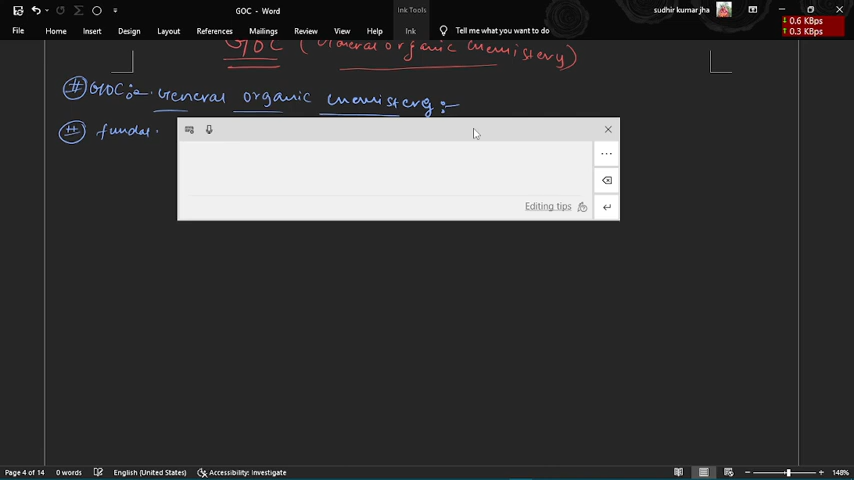 GOC - Word
Ink Tools
sudhir kumar jha
0.6 KBps
0.3 KBps
File Home Insert Design Layout References Mailings Review View Help Ink Tell me what you want to do
GOC (General organic chemistery)
# GOC:- General organic chemisterg:-
# fundar
Editing tips
Page 4 of 14 0 words English (United States) Accessibility: Investigate 148%